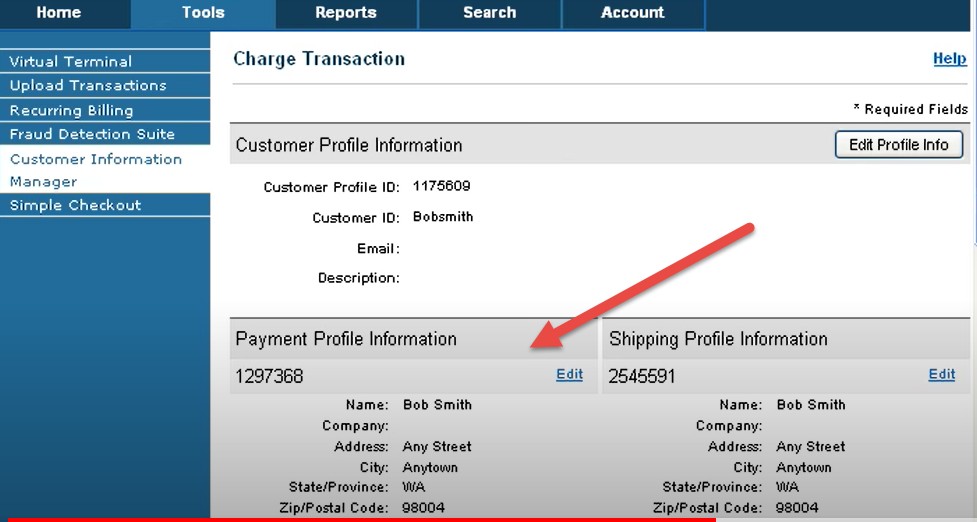 Home Tools Reports Search Account
Virtual Terminal
Upload Transactions
Recurring Billing
Fraud Detection Suite
Customer Information
Manager
Simple Checkout
Charge Transaction Help
* Required Fields
Customer Profile Information Edit Profile Info
Customer Profile ID: 1175609
Customer ID: Bobsmith
Email:
Description:
Payment Profile Information
1297368 Edit
Name: Bob Smith
Company:
Address: Any Street
City: Anytown
State/Province: WA
Zip/Postal Code: 98004
Shipping Profile Information
2545591 Edit
Name: Bob Smith
Company:
Address: Any Street
City: Anytown
State/Province: WA
Zip/Postal Code: 98004